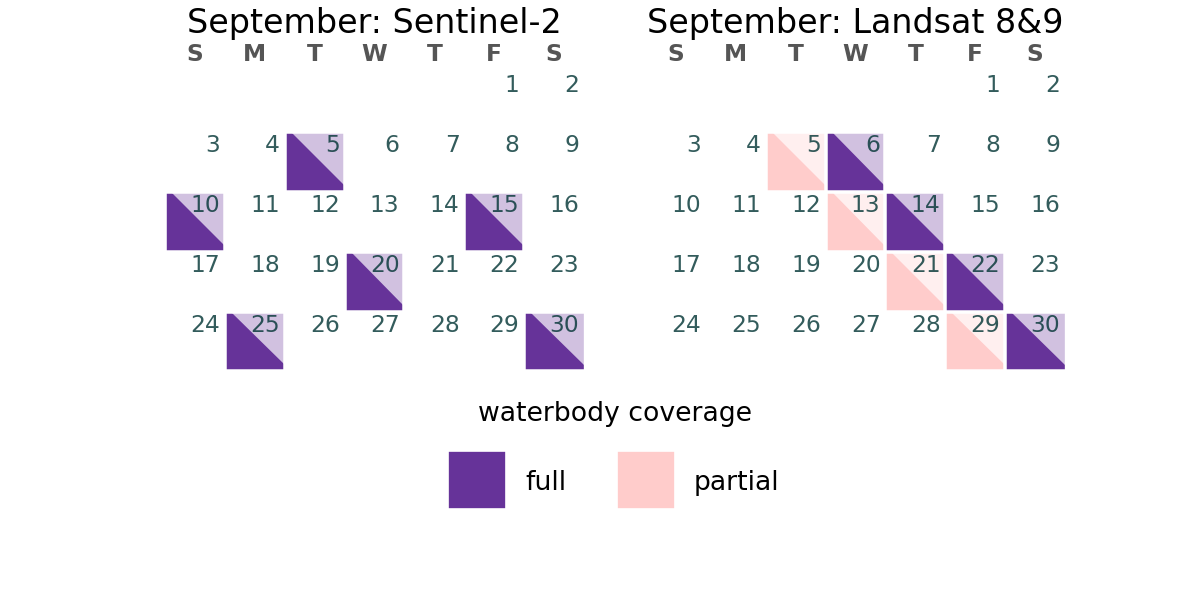 September: Sentinel-2
S M T W T F S
1 2
3 4 5 6 7 8 9
10 11 12 13 14 15 16
17 18 19 20 21 22 23
24 25 26 27 28 29 30
September: Landsat 8&9
S M T W T F S
1 2
3 4 5 6 7 8 9
10 11 12 13 14 15 16
17 18 19 20 21 22 23
24 25 26 27 28 29 30
waterbody coverage
full partial